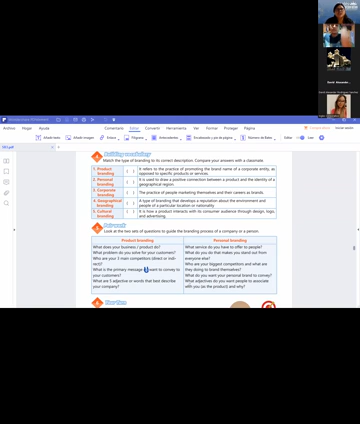 Archivo Hogar Ayuda
Comentario Editar Conversión Herramienta Ver Formar Proteger Página
Iniciar sesión
Añadir texto Añadir imagen Enlace Filigrana Antecedentes Encabezado y pie de página Número de Bates
Leer
Building vocabulary
Match the type of branding to its correct description. Compare your answers with a classmate.
1. Product branding ( ) It refers to the practice of promoting the brand name of a corporate entity, as opposed to specific products or services.
2. Personal branding ( ) It is used to draw a positive connection between a product and the identity of a geographical region.
3. Corporate branding ( ) The practice of people marketing themselves and their careers as brands.
4. Geographical branding ( ) A type of branding that develops a reputation about the environment and people of a particular location or nationality.
5. Cultural branding ( ) It is how a product interacts with its consumer audience through design, logo, and advertising.
Look at the two sets of questions to guide the branding process of a company or a person.
Product branding
What does your business / product do?
What problem do you solve for your customers?
Who are your 3 main competitors (direct or indirect)?
What is the primary message you want to convey to your customers?
What are 5 adjective or words that best describe your company?
Personal branding
What service do you have to offer to people?
What do you do that makes you stand out from everyone else?
Who are your biggest competitors and what are they doing to brand themselves?
What do you want your personal brand to convey?
What adjectives do you want people to associate with you (as the product) and why?
Your turn